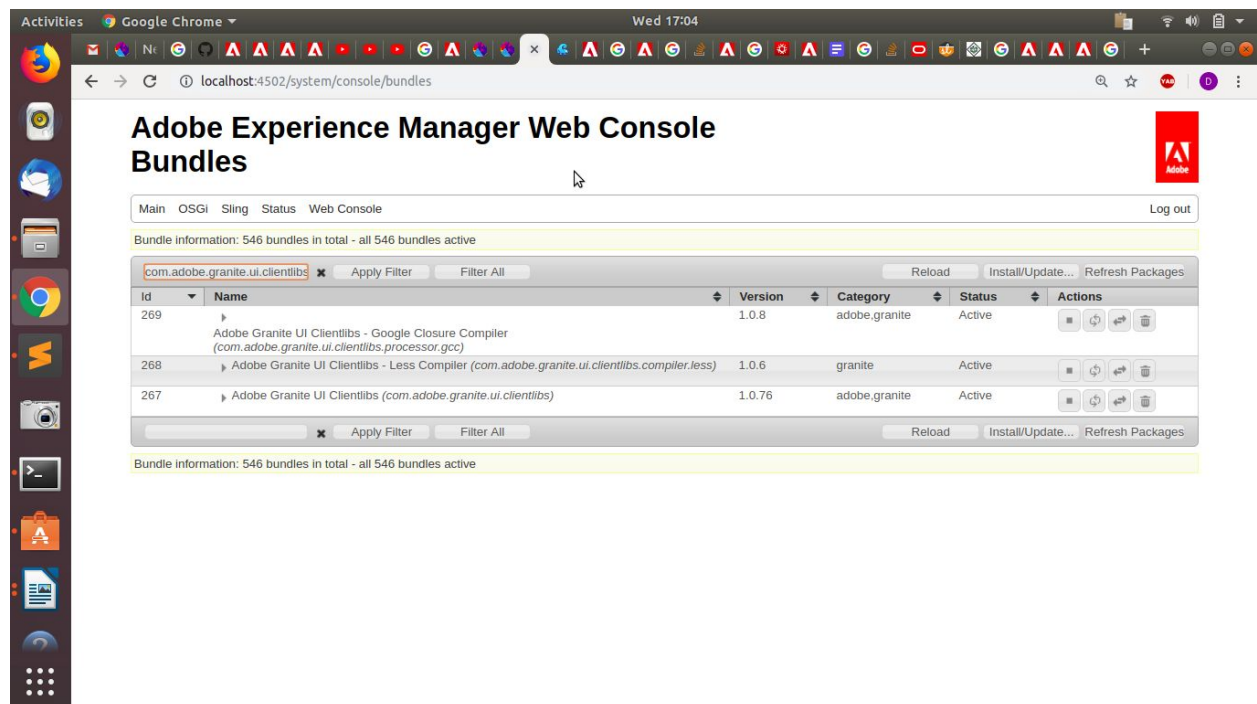 Activities Google Chrome Wed 17:04
localhost:4502/system/console/bundles
YAB
D
Adobe Experience Manager Web Console
Bundles
Adobe
Main OSGi Sling Status Web Console Log out
Bundle information: 546 bundles in total - all 546 bundles active
com.adobe.granite.ui.clientlibs Apply Filter Filter All Reload Install/Update... Refresh Packages
Id Name Version Category Status Actions
269 1.0.8 adobe,granite Active
Adobe Granite UI Clientlibs - Google Closure Compiler
(com.adobe.granite.ui.clientlibs.processor.gcc)
268 Adobe Granite UI Clientlibs - Less Compiler (com.adobe.granite.ui.clientlibs.compiler.less) 1.0.6 granite Active
267 Adobe Granite UI Clientlibs (com.adobe.granite.ui.clientlibs) 1.0.76 adobe,granite Active
Apply Filter Filter All Reload Install/Update... Refresh Packages
Bundle information: 546 bundles in total - all 546 bundles active